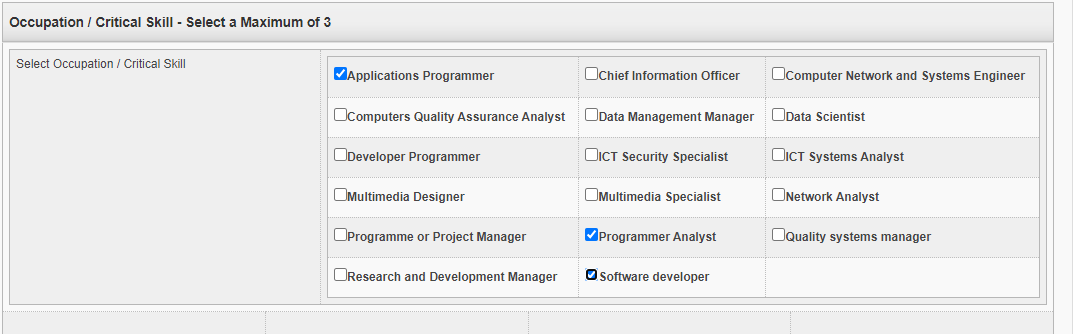 Occupation / Critical Skill - Select a Maximum of 3
Select Occupation / Critical Skill
Applications Programmer
Chief Information Officer
Computer Network and Systems Engineer
Computers Quality Assurance Analyst
Data Management Manager
Data Scientist
Developer Programmer
ICT Security Specialist
ICT Systems Analyst
Multimedia Designer
Multimedia Specialist
Network Analyst
Programme or Project Manager
Programmer Analyst
Quality systems manager
Research and Development Manager
Software developer